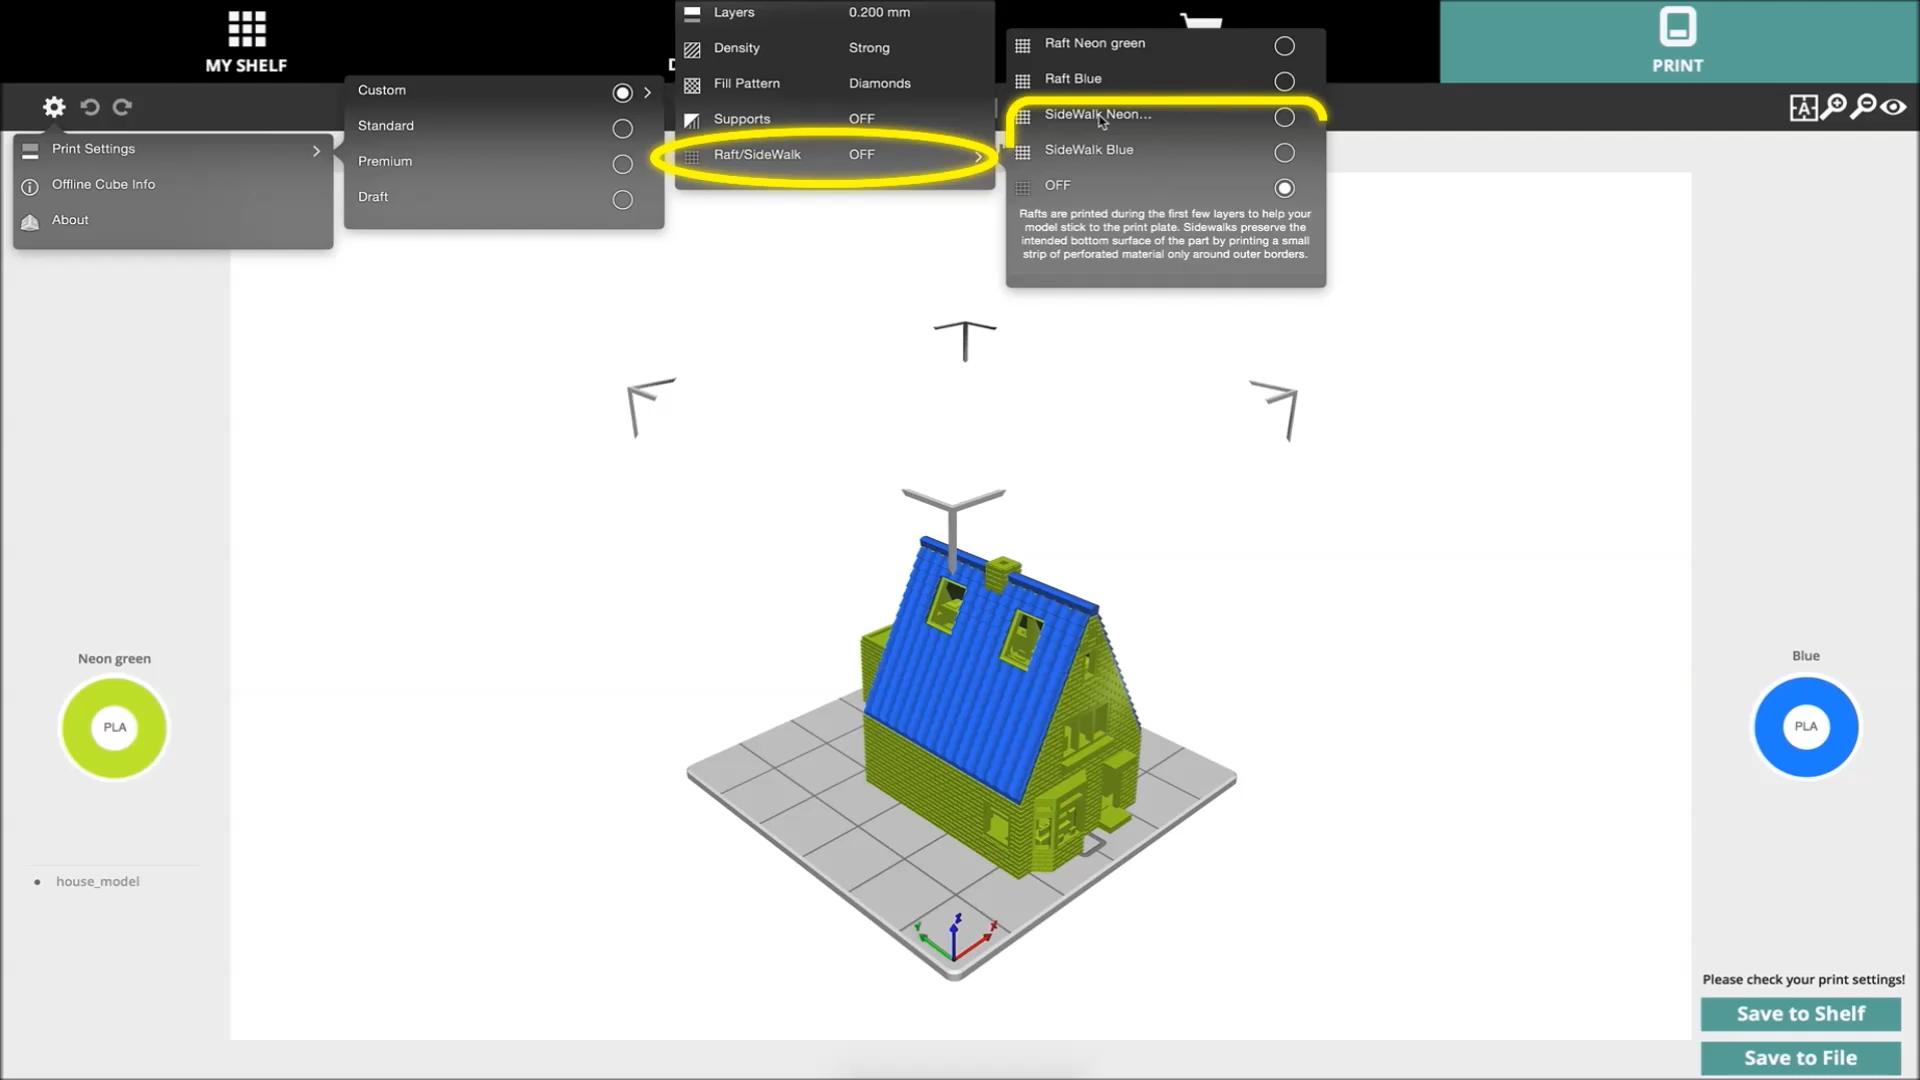 MY SHELF
D
PRINT
Print Settings
Offline Cube Info
About
Custom
Standard
Premium
Draft
Layers 0.200 mm
Density Strong
Fill Pattern Diamonds
Supports OFF
Raft/SideWalk OFF
Raft Neon green
Raft Blue
SideWalk Neon...
SideWalk Blue
OFF
Rafts are printed during the first few layers to help your
model stick to the print plate. Sidewalks preserve the
intended bottom surface of the part by printing a small
strip of perforated material only around outer borders.
A
Neon green
PLA
Blue
PLA
house_model
Y
Z
X
Please check your print settings!
Save to Shelf
Save to File